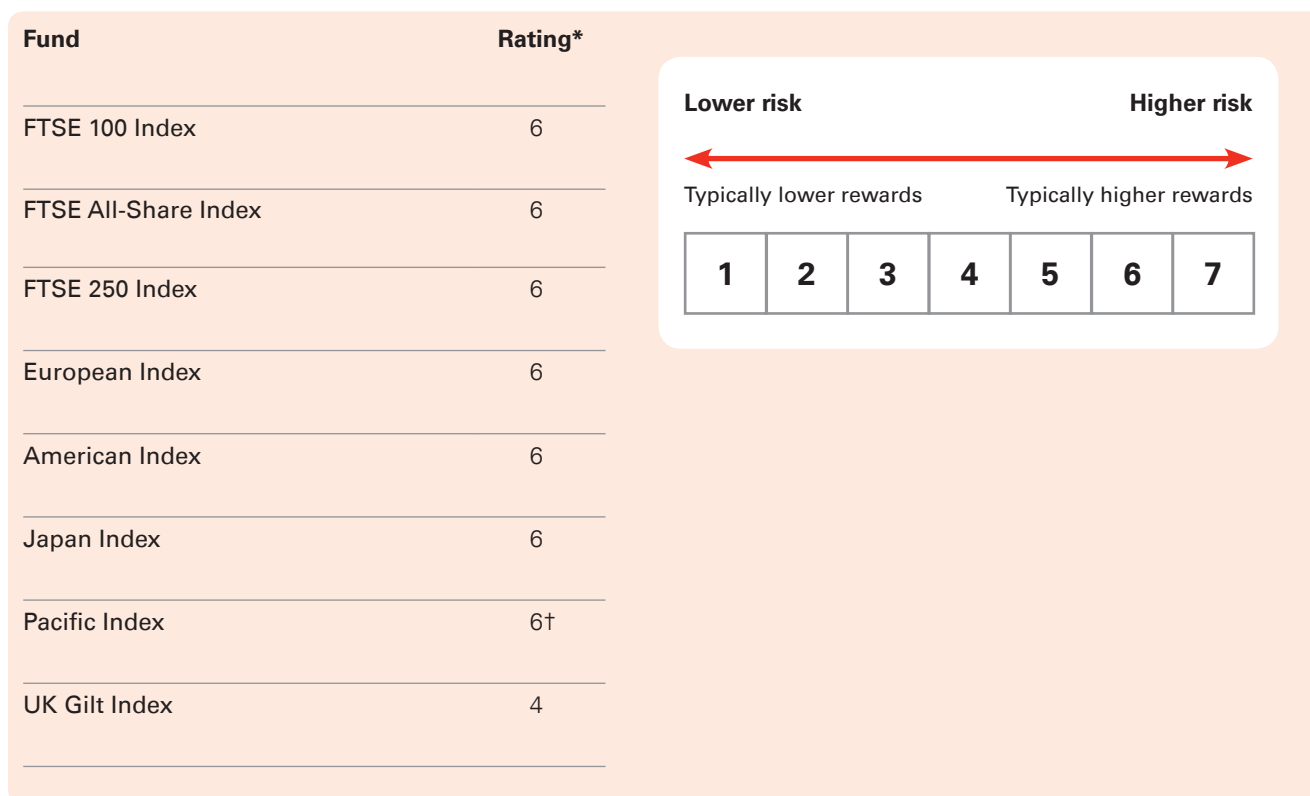 Fund Rating*
FTSE 100 Index 6
FTSE All-Share Index 6
FTSE 250 Index 6
European Index 6
American Index 6
Japan Index 6
Pacific Index 6†
UK Gilt Index 4
Lower risk Higher risk
Typically lower rewards Typically higher rewards
1 2 3 4 5 6 7